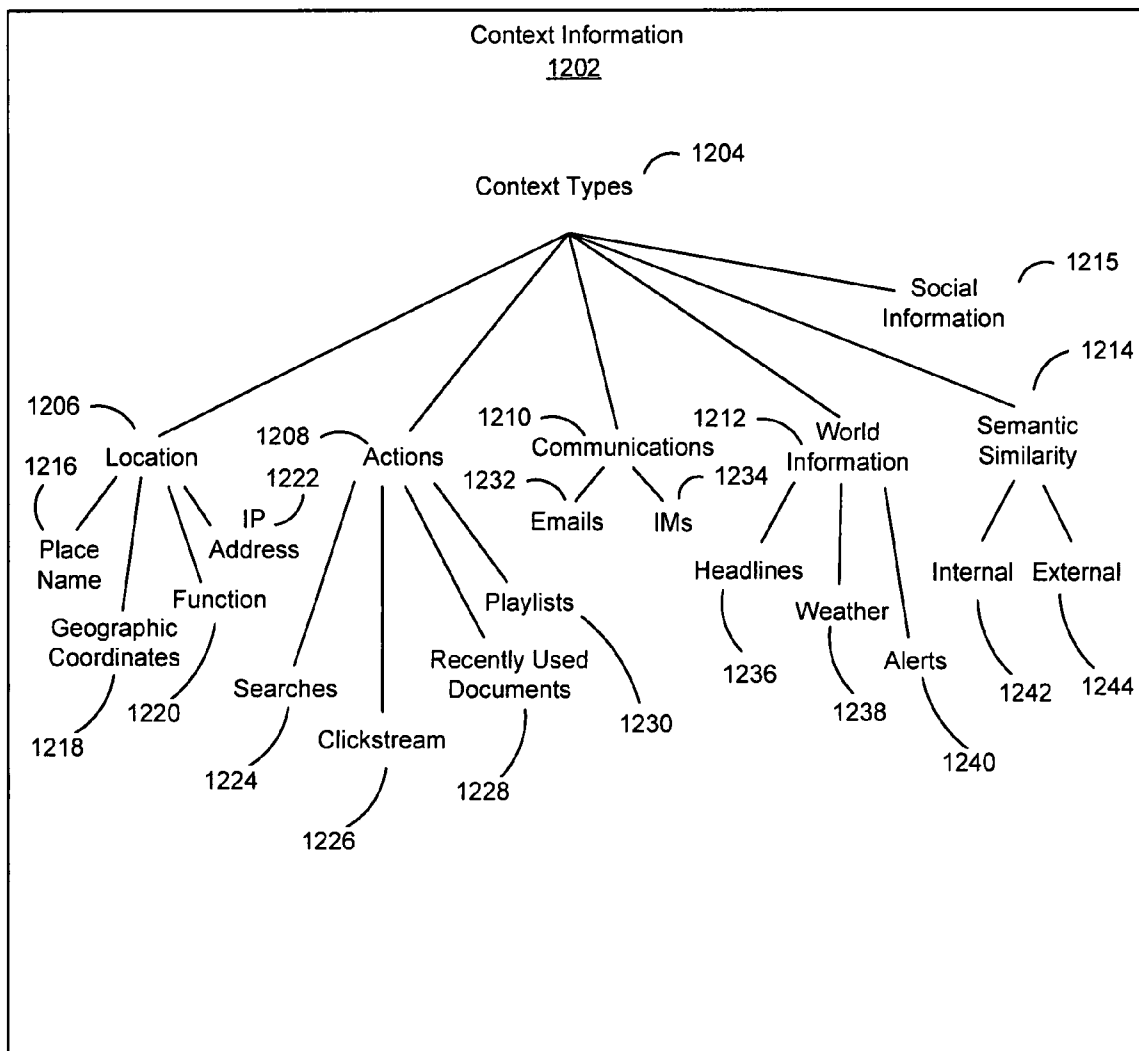 Context Information
1202
1204
Context Types
1215
Social
Information
1214
1206
1210
1212
World
Information
Semantic
Similarity
1208
Communications
Location
Actions
1216
1222
1232
1234
IP
Address
Emails
IMs
Place
Name
Headlines
Internal
External
Function
Playlists
Weather
Geographic
Coordinates
Recently Used
Documents
Alerts
Searches
1236
1242
1244
1220
1230
1238
Clickstream
1218
1224
1228
1240
1226